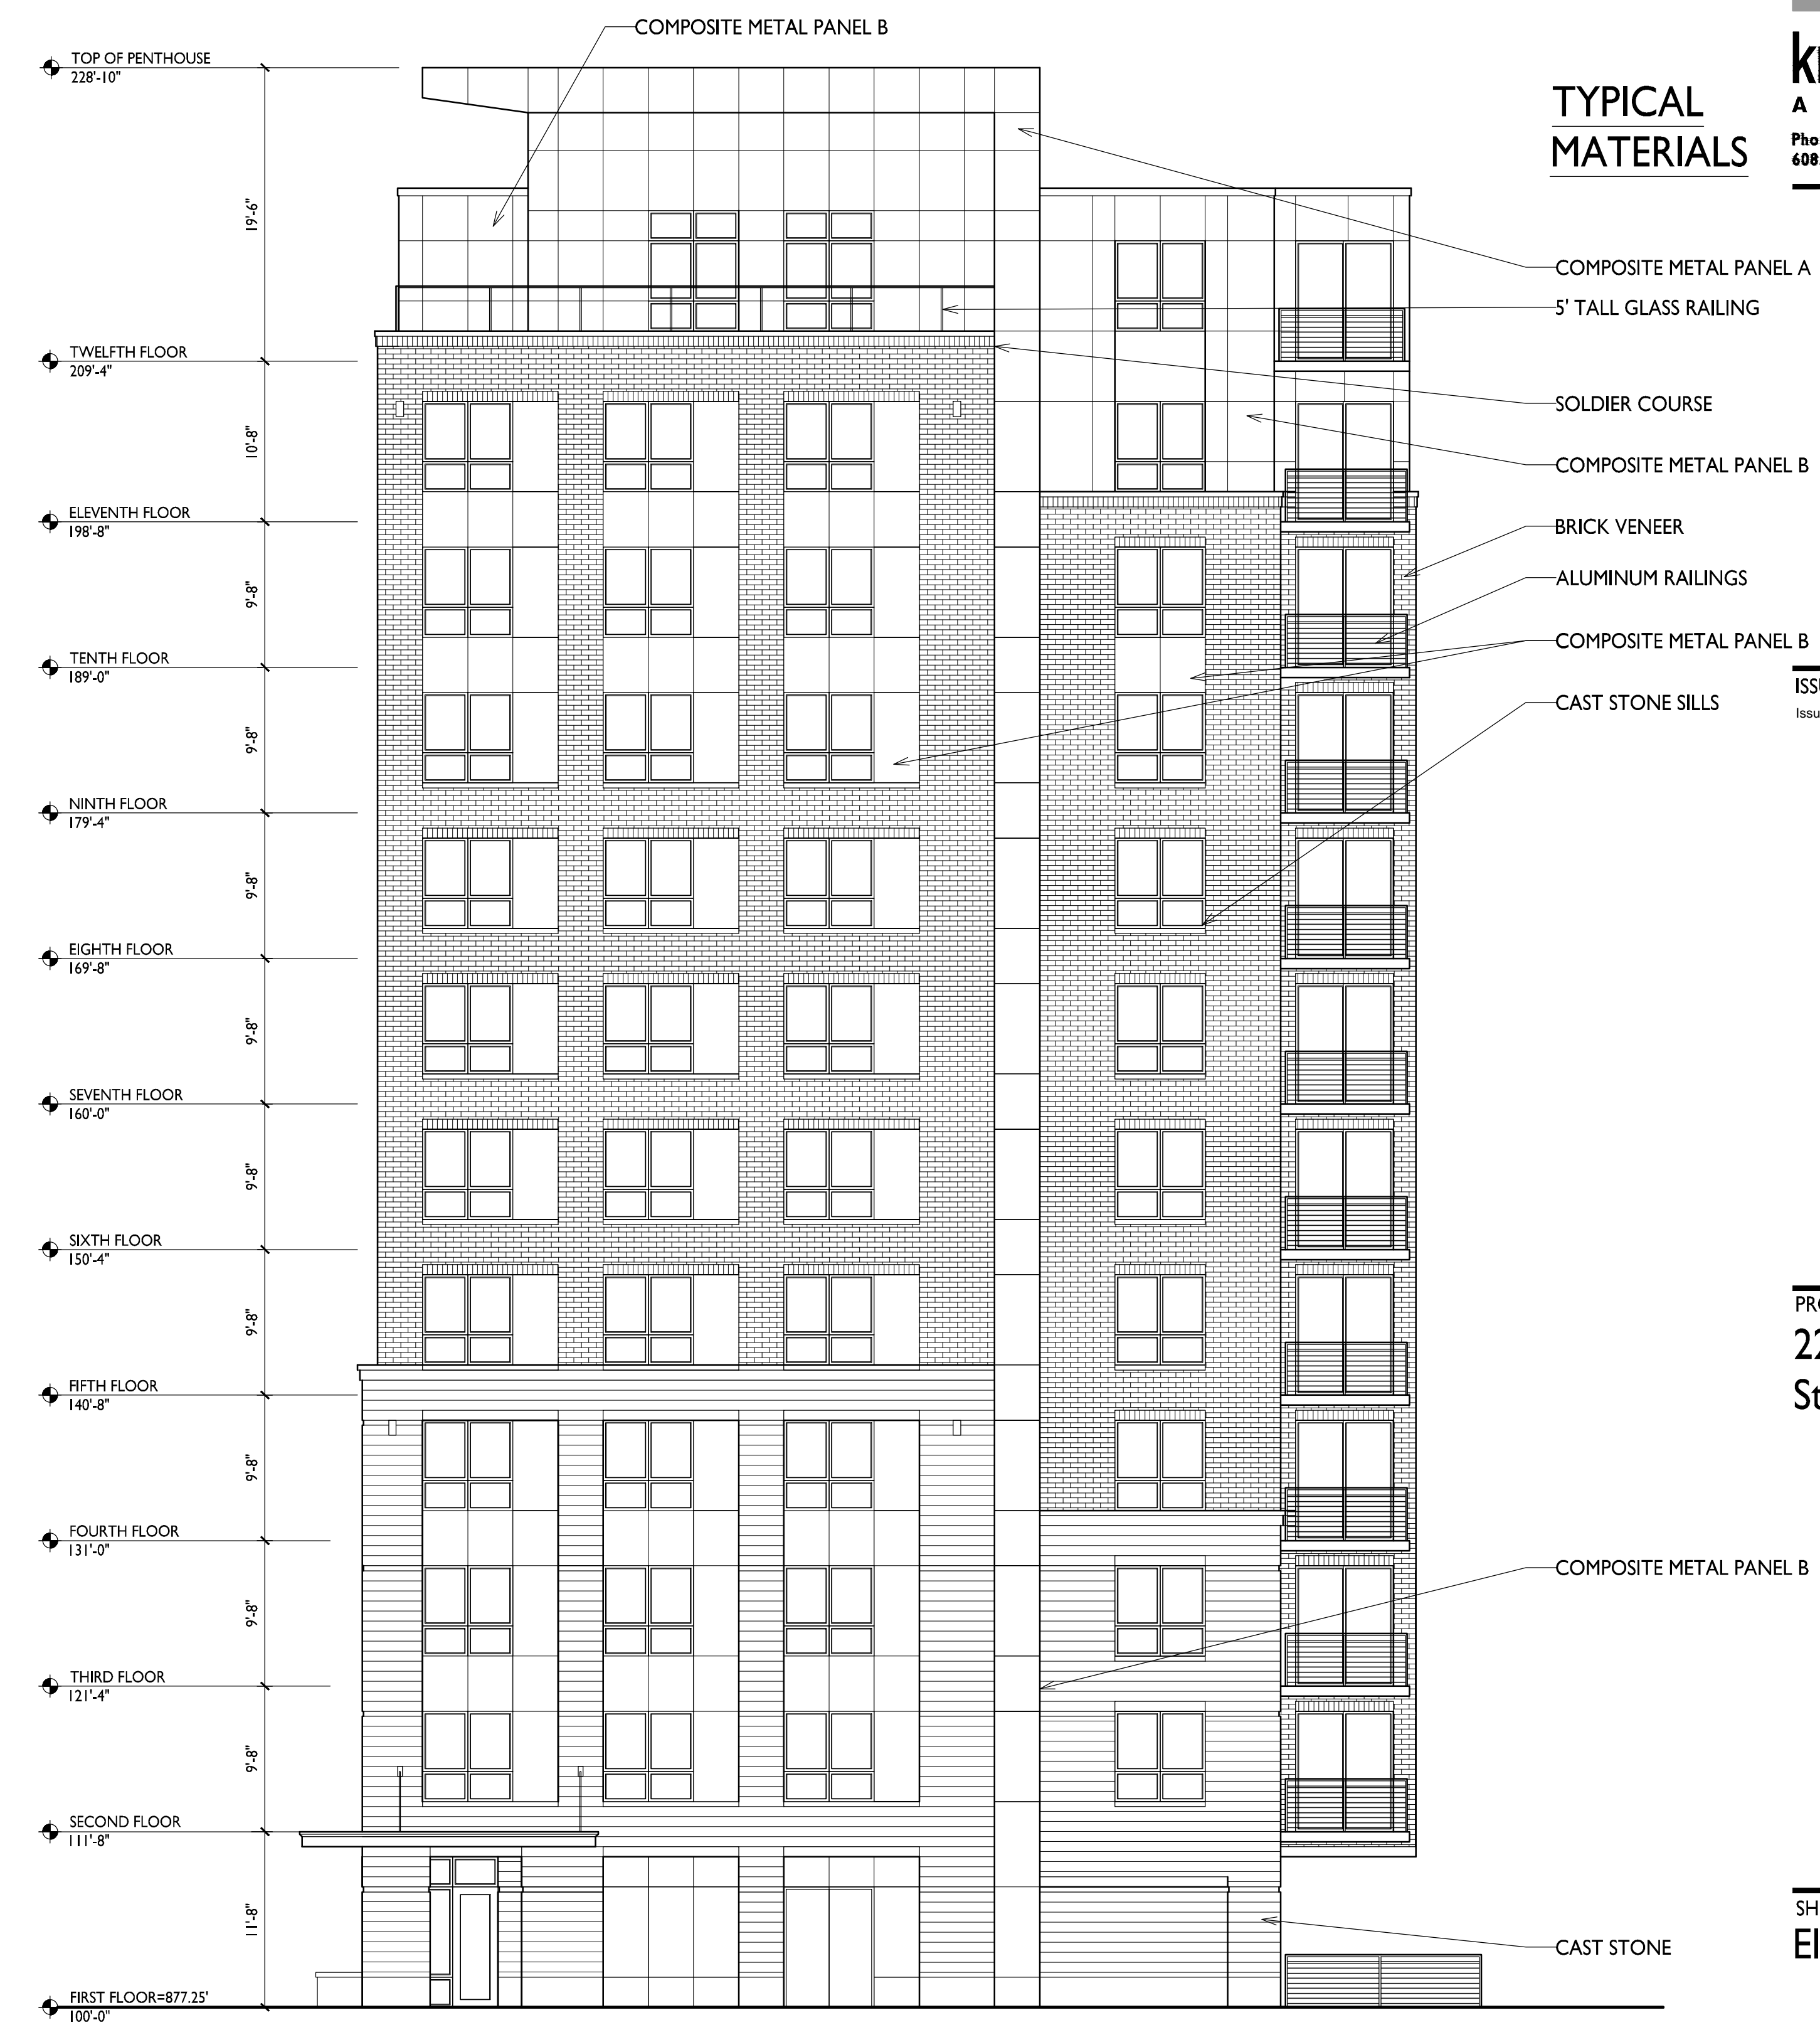 COMPOSITE METAL PANEL B
TOP OF PENTHOUSE
228'-10"
TYPICAL
MATERIALS
A
608
19'-6"
COMPOSITE METAL PANEL A
5' TALL GLASS RAILING
TWELFTH FLOOR
209'-4"
SOLDIER COURSE
10'-8"
COMPOSITE METAL PANEL B
ELEVENTH FLOOR
198'-8"
BRICK VENEER
9'-8"
ALUMINUM RAILINGS
COMPOSITE METAL PANEL B
TENTH FLOOR
189'-0"
CAST STONE SILLS
9'-8"
NINTH FLOOR
179'-4"
9'-8"
EIGHTH FLOOR
169'-8"
9'-8"
SEVENTH FLOOR
160'-0"
9'-8"
SIXTH FLOOR
150'-4"
9'-8"
FIFTH FLOOR
140'-8"
9'-8"
FOURTH FLOOR
131'-0"
COMPOSITE METAL PANEL B
9'-8"
THIRD FLOOR
121'-4"
9'-8"
SECOND FLOOR
111'-8"
11'-8"
CAST STONE
FIRST FLOOR=877.25'
100'-0"